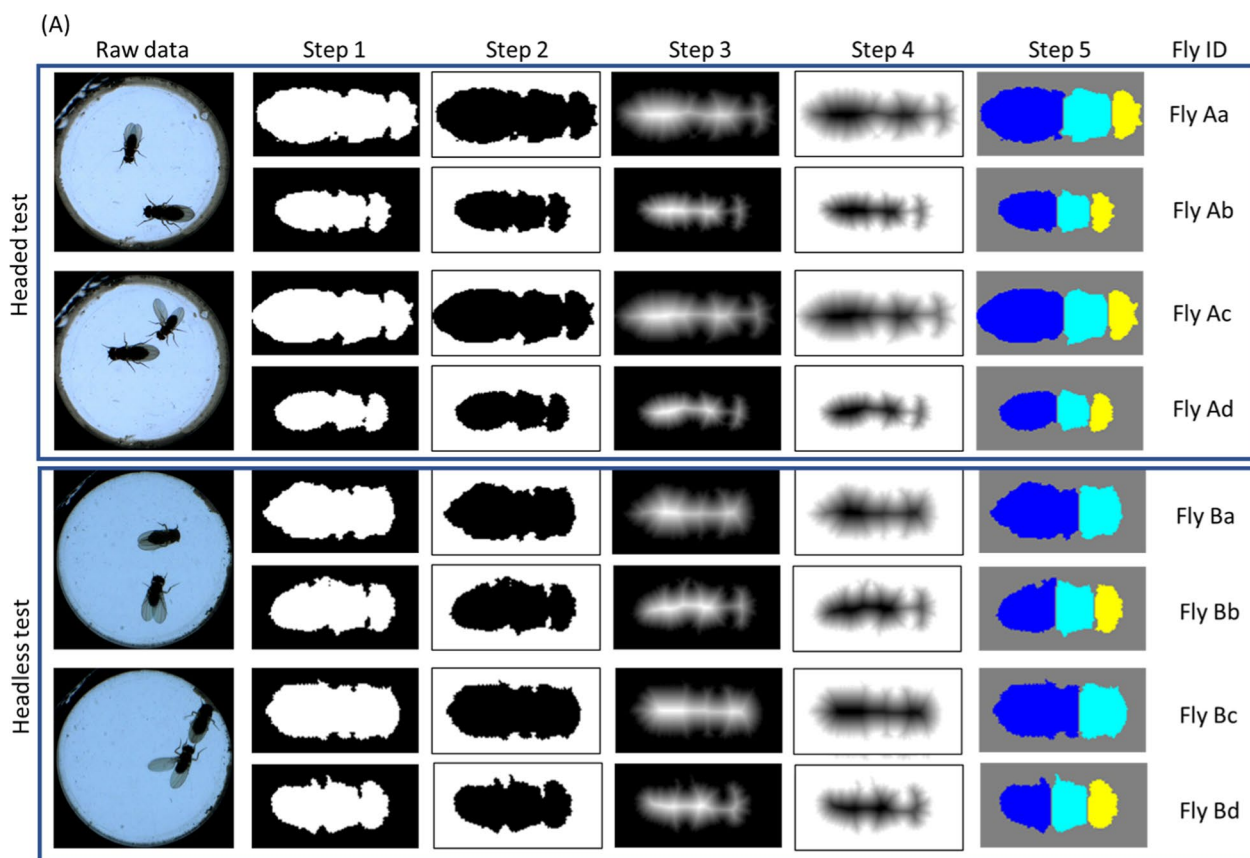 (A)
Raw data Step 1 Step 2 Step 3 Step 4 Step 5 Fly ID
Headed test
Fly Aa
Fly Ab
Fly Ac
Fly Ad
Headless test
Fly Ba
Fly Bb
Fly Bc
Fly Bd